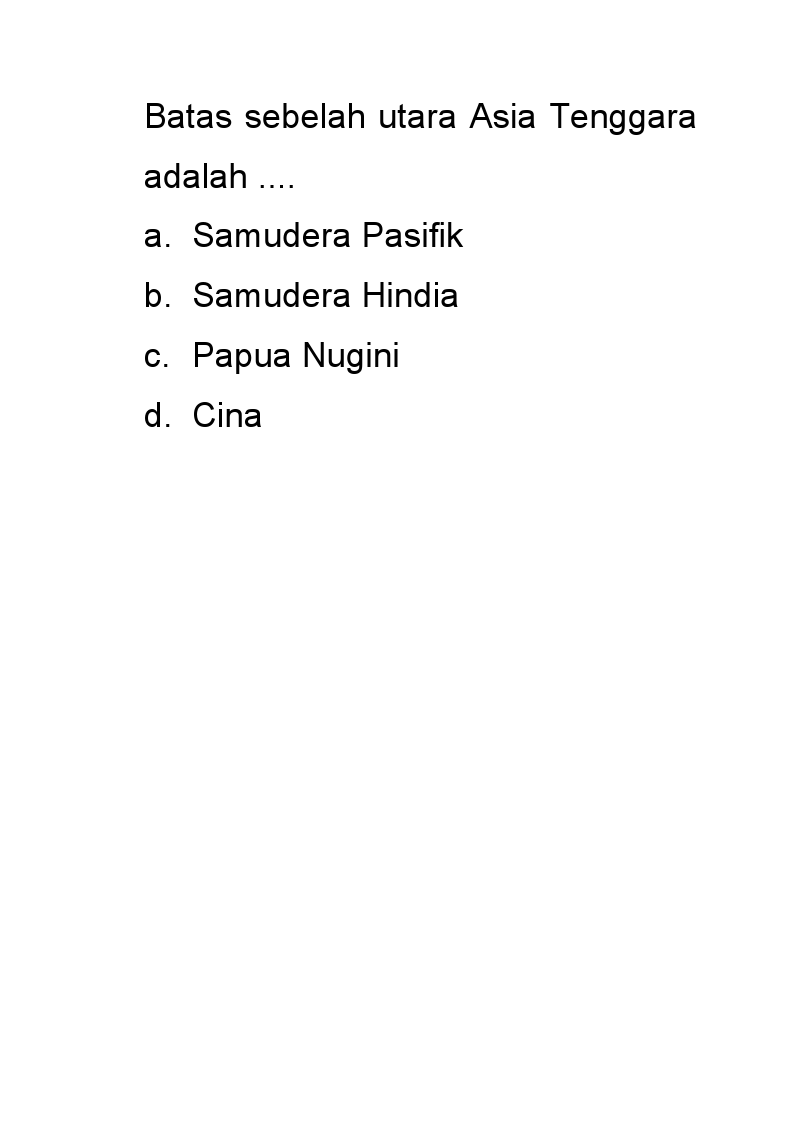 Batas sebelah utara Asia Tenggara
adalah ....
a. Samudera Pasifik
b. Samudera Hindia
c. Papua Nugini
d. Cina